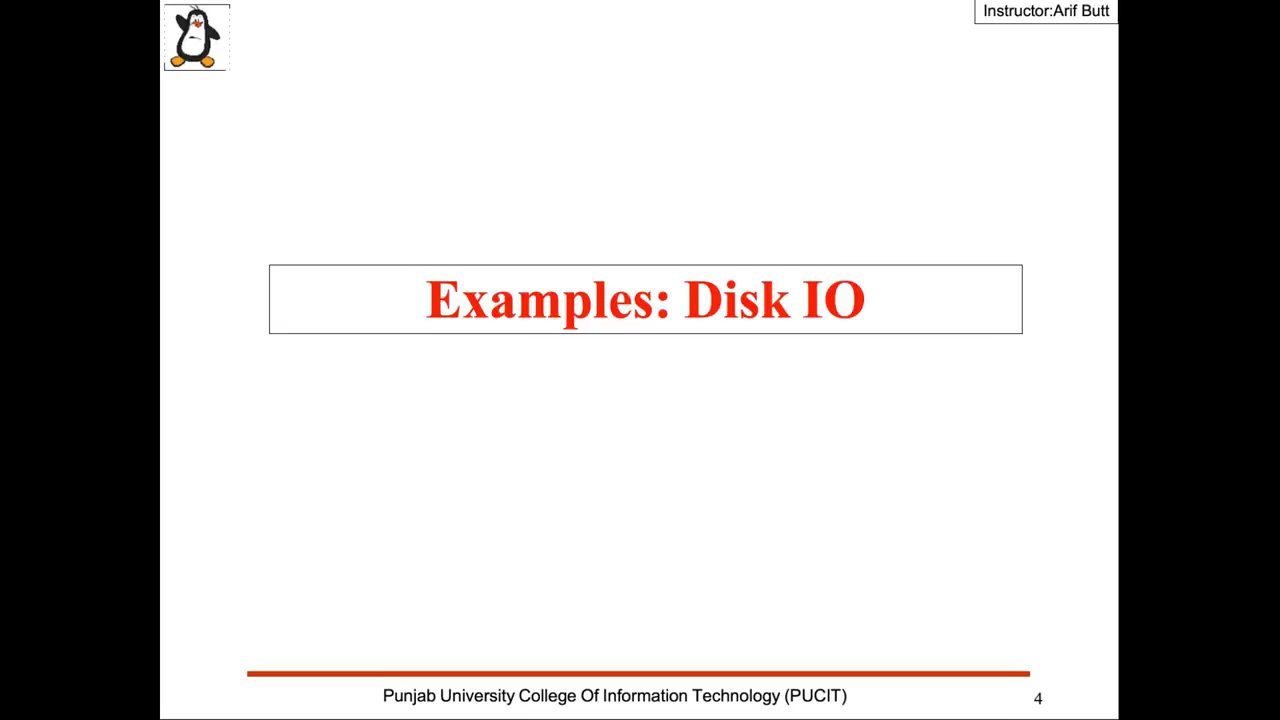 Instructor:Arif Butt
Examples: Disk IO
Punjab University College Of Information Technology (PUCIT)
4